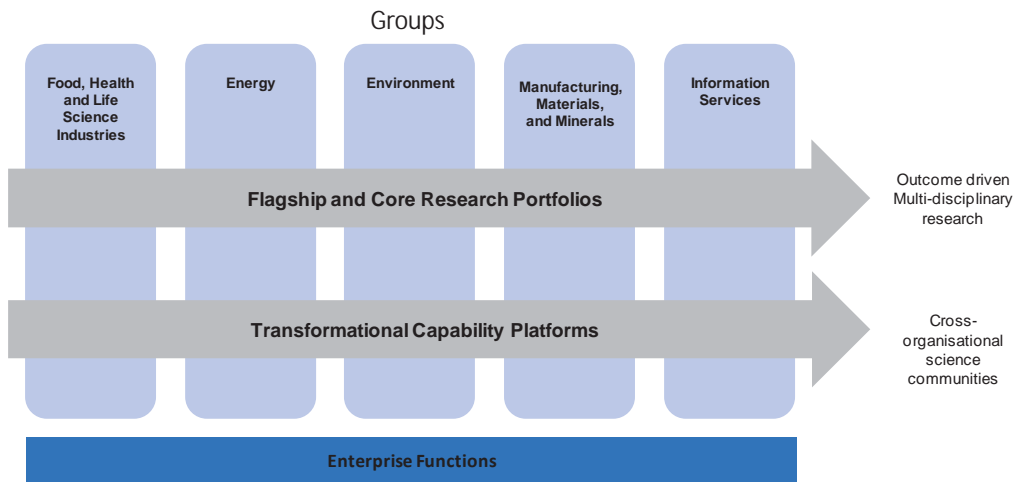 Groups
Food, Health
and Life
Science
Industries
Energy
Environment
Manufacturing,
Materials,
and Minerals
Information
Services
Flagship and Core Research Portfolios
Outcome driven
Multi-disciplinary
research
Transformational Capability Platforms
Cross-
organisational
science
communities
Enterprise Functions